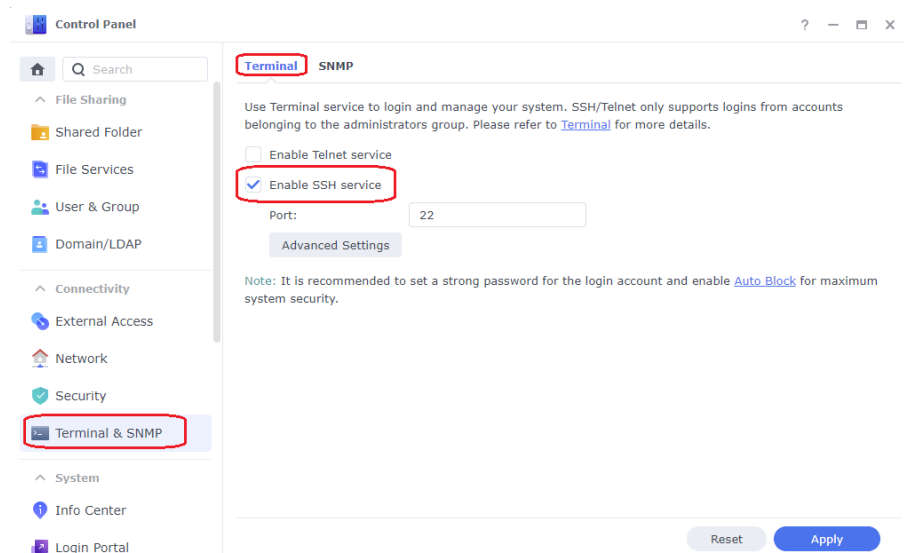 Control Panel
Search
File Sharing
Shared Folder
File Services
User & Group
Domain/LDAP
Connectivity
External Access
Network
Security
Terminal & SNMP
System
Info Center
Login Portal
Terminal SNMP
Use Terminal service to login and manage your system. SSH/Telnet only supports logins from accounts
belonging to the administrators group. Please refer to Terminal for more details.
Enable Telnet service
Enable SSH service
Port: 22
Advanced Settings
Note: It is recommended to set a strong password for the login account and enable Auto Block for maximum
system security.
Reset Apply